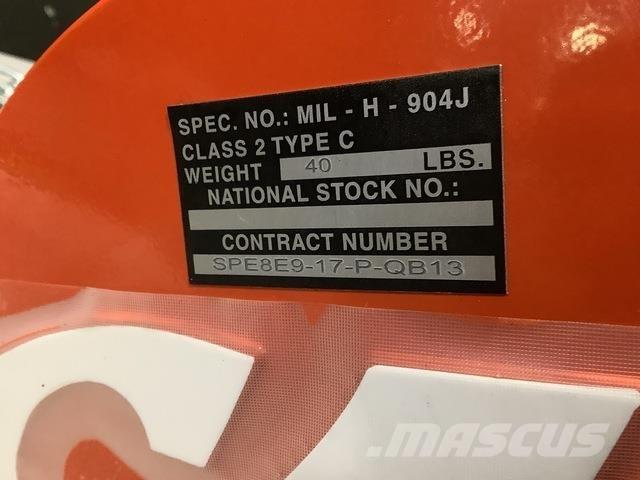 SPEC. NO.: MIL - H - 904J
CLASS 2 TYPE C
WEIGHT 40 LBS.
NATIONAL STOCK NO.:
CONTRACT NUMBER
SPE8E9-17-P-QB13
MASCUS